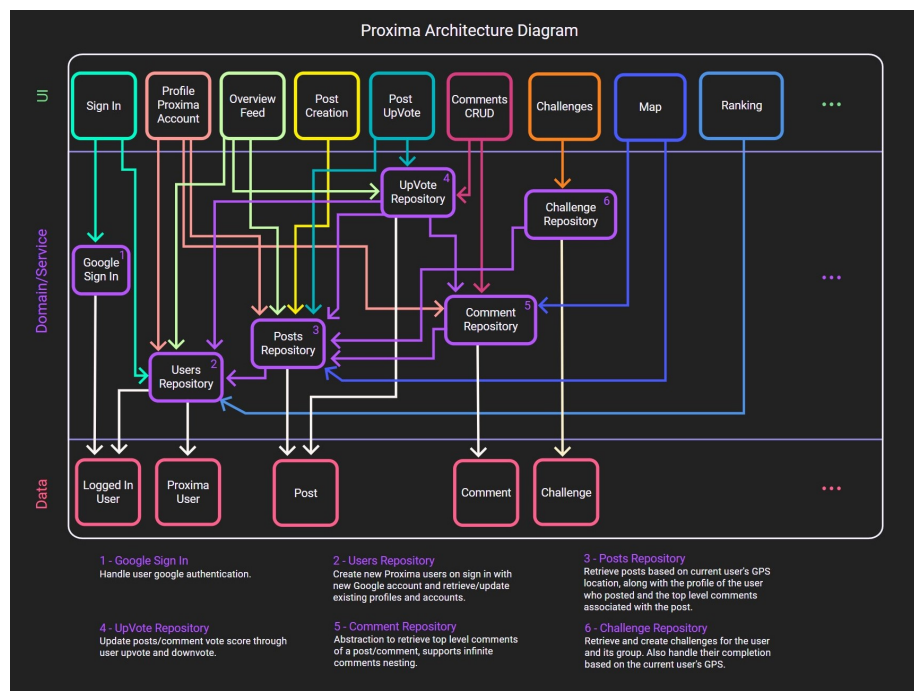 Proxima Architecture Diagram
UI
Sign In
Profile
Proxima
Account
Overview
Feed
Post
Creation
Post
UpVote
Comments
CRUD
Challenges
Map
Ranking
...
Domain/Service
4
UpVote
Repository
6
Challenge
Repository
1
Google
Sign In
...
5
Comment
Repository
3
Posts
Repository
2
Users
Repository
Data
Logged In
User
Proxima
User
Post
Comment
Challenge
...
1 - Google Sign In
Handle user google authentication.
2 - Users Repository
Create new Proxima users on sign in with
new Google account and retrieve/update
existing profiles and accounts.
3 - Posts Repository
Retrieve posts based on current user's GPS
location, along with the profile of the user
who posted and the top level comments
associated with the post.
4 - UpVote Repository
Update posts/comment vote score through
user upvote and downvote.
5 - Comment Repository
Abstraction to retrieve top level comments
of a post/comment, supports infinite
comments nesting.
6 - Challenge Repository
Retrieve and create challenges for the user
and its group. Also handle their completion
based on the current user's GPS.